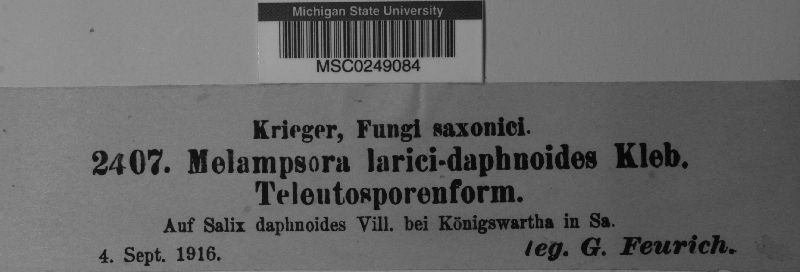 Michigan State University
MSC0249084
Krieger, Fungi saxonici.
2407. Melampsora larici-daphnoides Kleb.
Teleutosporenform.
Auf Salix daphnoides Vill. bei Königswartha in Sa.
4. Sept. 1916. leg. G. Feurich.